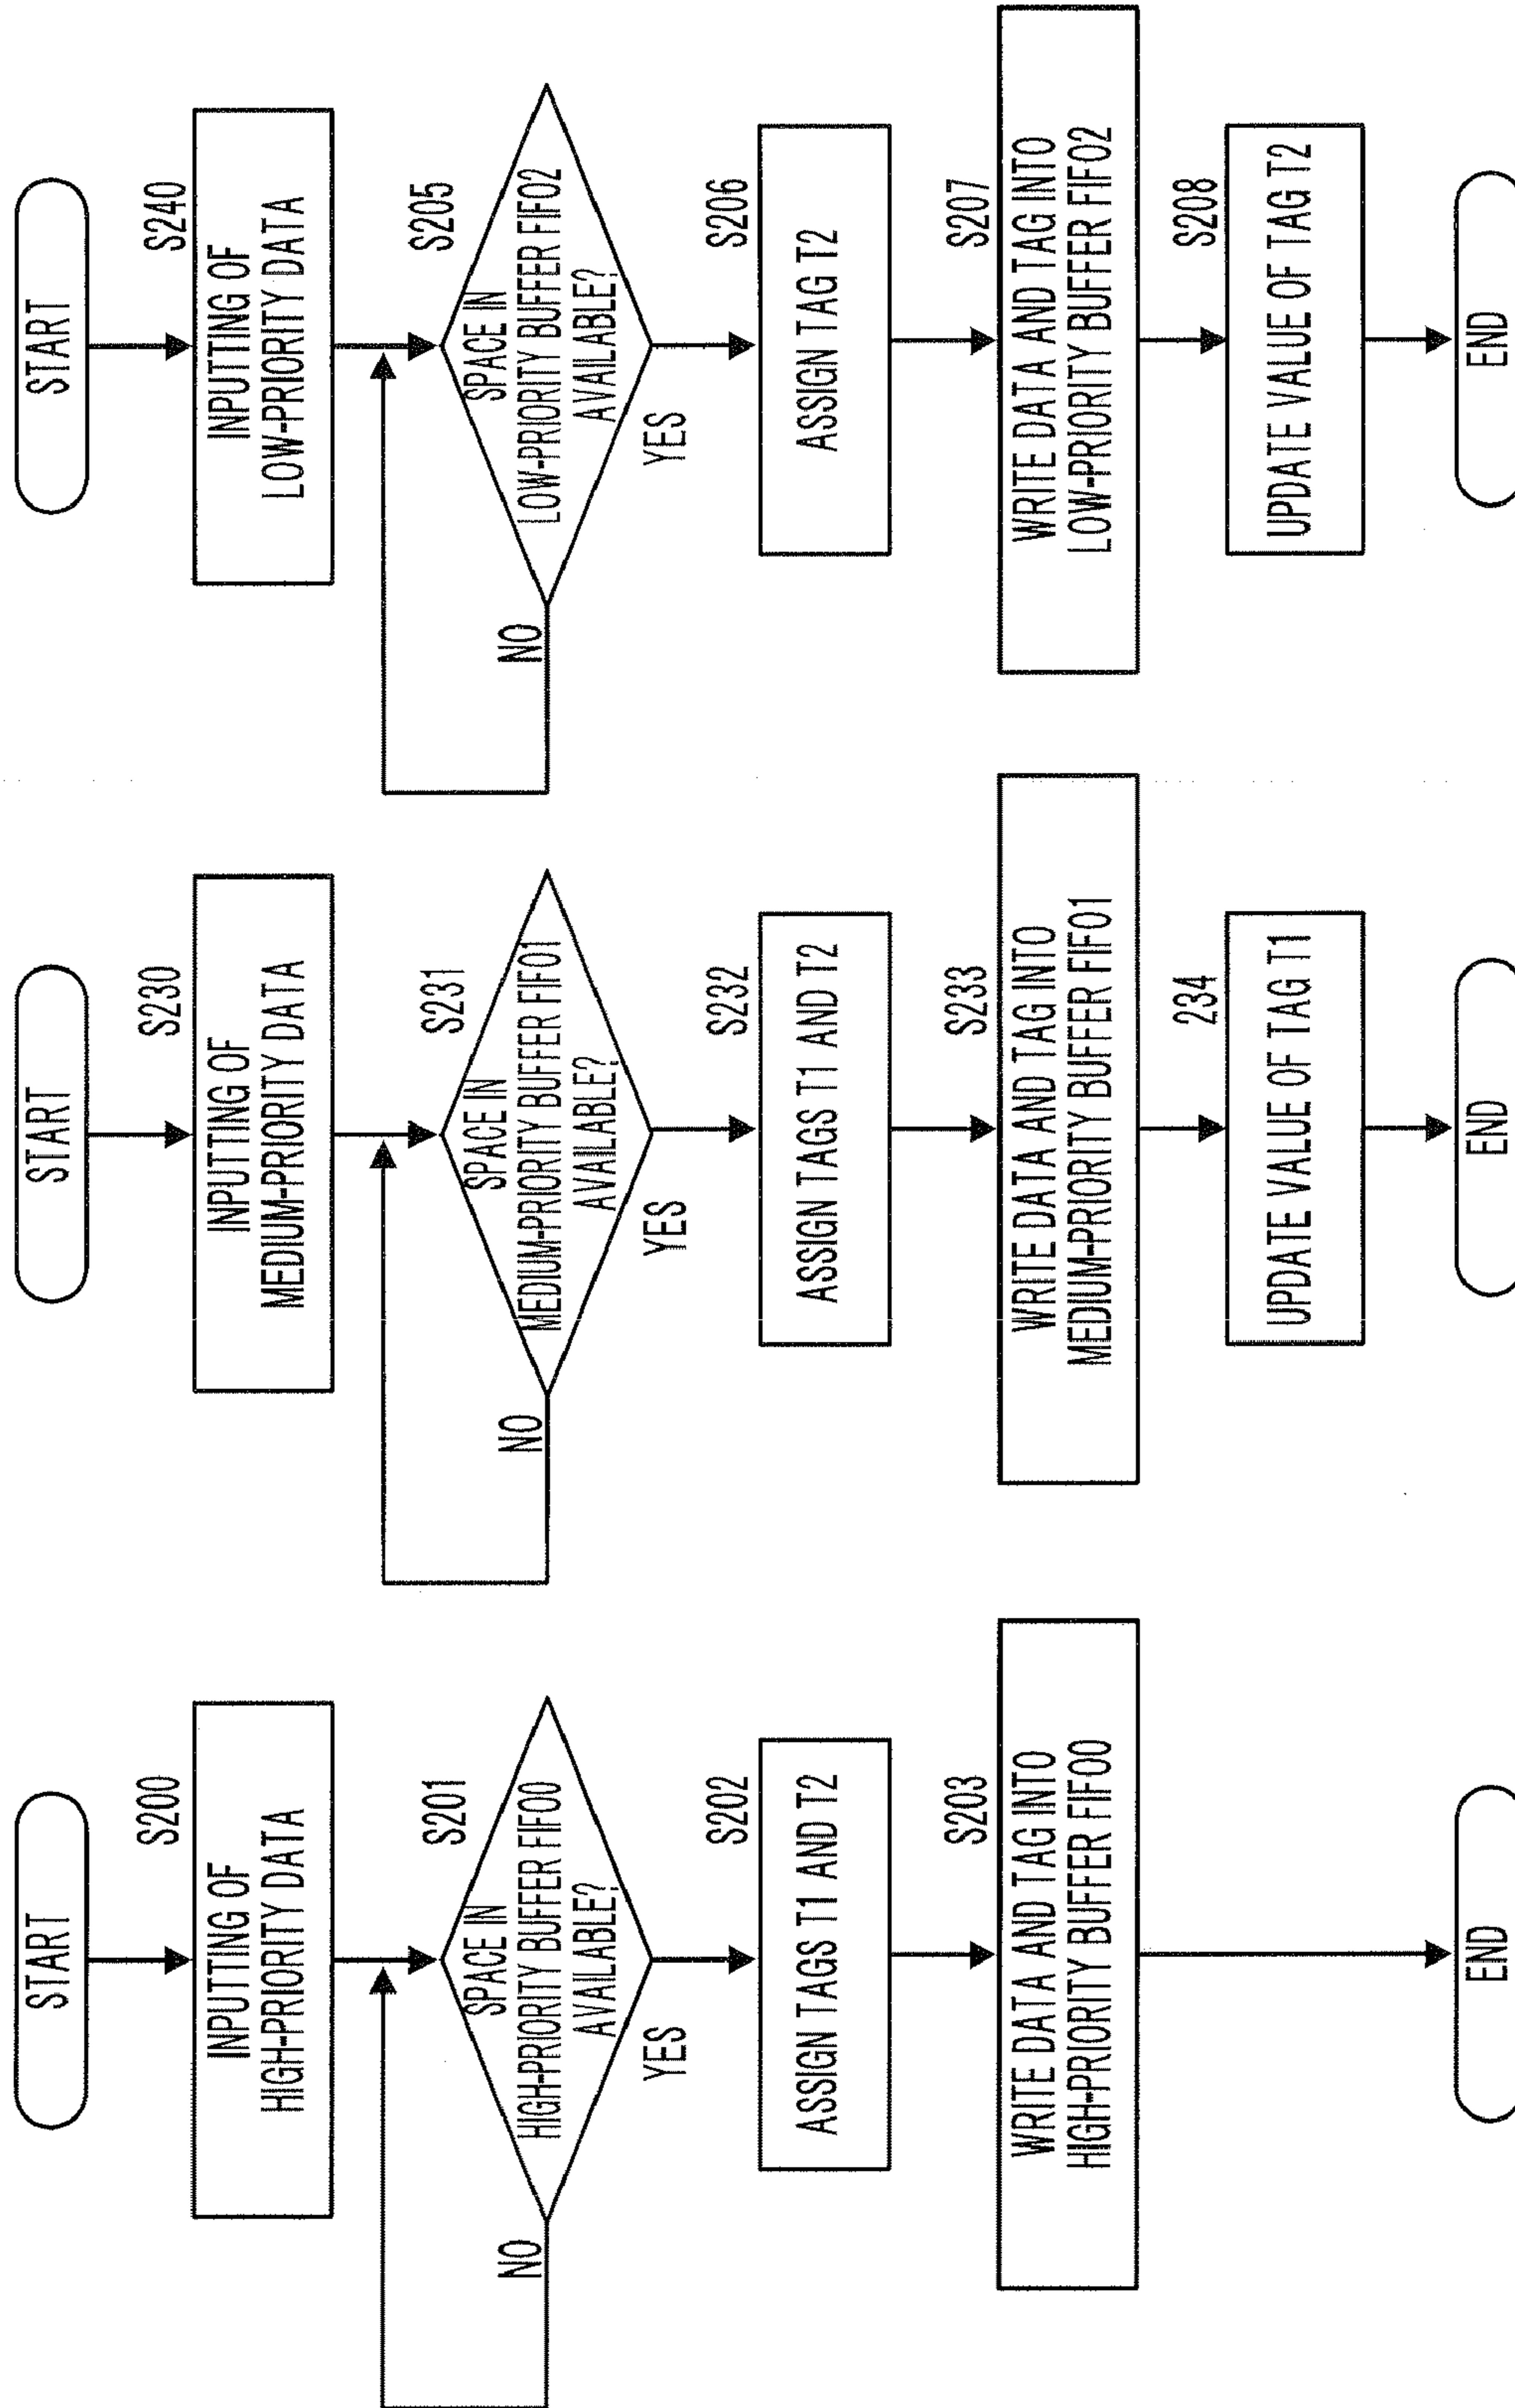 START
S200
INPUTTING OF
HIGH-PRIORITY DATA
S201
SPACE IN
HIGH-PRIORITY BUFFER FIFO0
AVAILABLE?
NO
YES
S202
ASSIGN TAGS T1 AND T2
S203
WRITE DATA AND TAG INTO
HIGH-PRIORITY BUFFER FIFO0
END
START
S230
INPUTTING OF
MEDIUM-PRIORITY DATA
S231
SPACE IN
MEDIUM-PRIORITY BUFFER FIFO1
AVAILABLE?
NO
YES
S232
ASSIGN TAGS T1 AND T2
S233
WRITE DATA AND TAG INTO
MEDIUM-PRIORITY BUFFER FIFO1
234
UPDATE VALUE OF TAG T1
END
START
S240
INPUTTING OF
LOW-PRIORITY DATA
S205
SPACE IN
LOW-PRIORITY BUFFER FIFO2
AVAILABLE?
NO
YES
S206
ASSIGN TAG T2
S207
WRITE DATA AND TAG INTO
LOW-PRIORITY BUFFER FIFO2
S208
UPDATE VALUE OF TAG T2
END